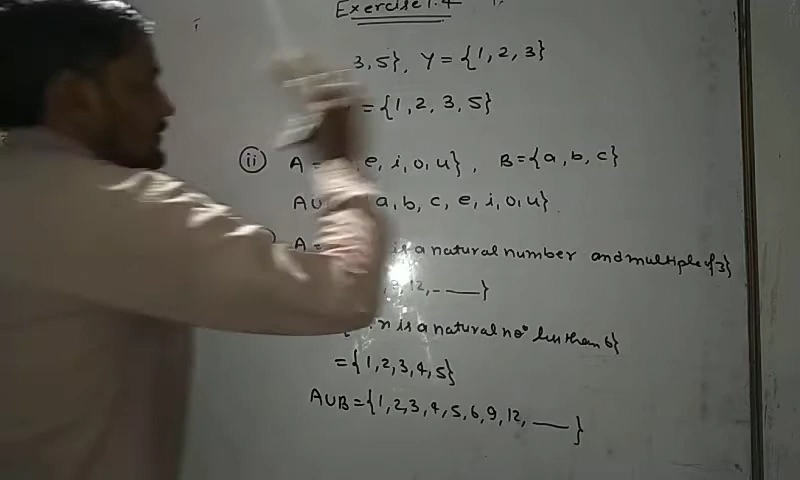 Exercise 1.4
3, 5}, Y = {1, 2, 3}
= {1, 2, 3, 5}
(ii) A = e, i, o, u}, B = {a, b, c}
A∪ a, b, c, e, i, o, u}
A = is a natural number and multiple of 3}
9, 12, - —}
n is a natural no° less than 6}
= {1, 2, 3, 4, 5}
A∪B = {1, 2, 3, 4, 5, 6, 9, 12, — }